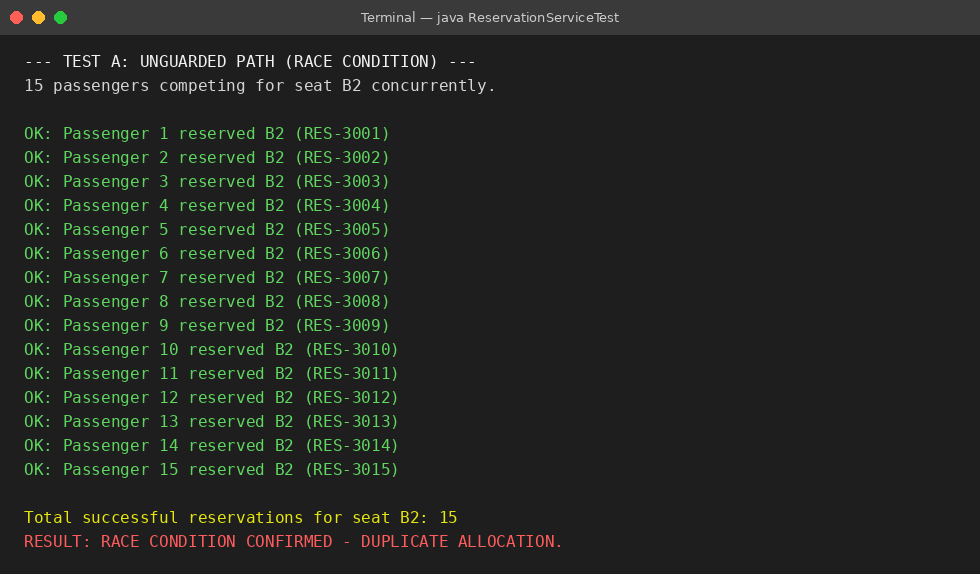 Terminal — java ReservationServiceTest
--- TEST A: UNGUARDED PATH (RACE CONDITION) ---
15 passengers competing for seat B2 concurrently.
OK: Passenger 1 reserved B2 (RES-3001)
OK: Passenger 2 reserved B2 (RES-3002)
OK: Passenger 3 reserved B2 (RES-3003)
OK: Passenger 4 reserved B2 (RES-3004)
OK: Passenger 5 reserved B2 (RES-3005)
OK: Passenger 6 reserved B2 (RES-3006)
OK: Passenger 7 reserved B2 (RES-3007)
OK: Passenger 8 reserved B2 (RES-3008)
OK: Passenger 9 reserved B2 (RES-3009)
OK: Passenger 10 reserved B2 (RES-3010)
OK: Passenger 11 reserved B2 (RES-3011)
OK: Passenger 12 reserved B2 (RES-3012)
OK: Passenger 13 reserved B2 (RES-3013)
OK: Passenger 14 reserved B2 (RES-3014)
OK: Passenger 15 reserved B2 (RES-3015)
Total successful reservations for seat B2: 15
RESULT: RACE CONDITION CONFIRMED - DUPLICATE ALLOCATION.